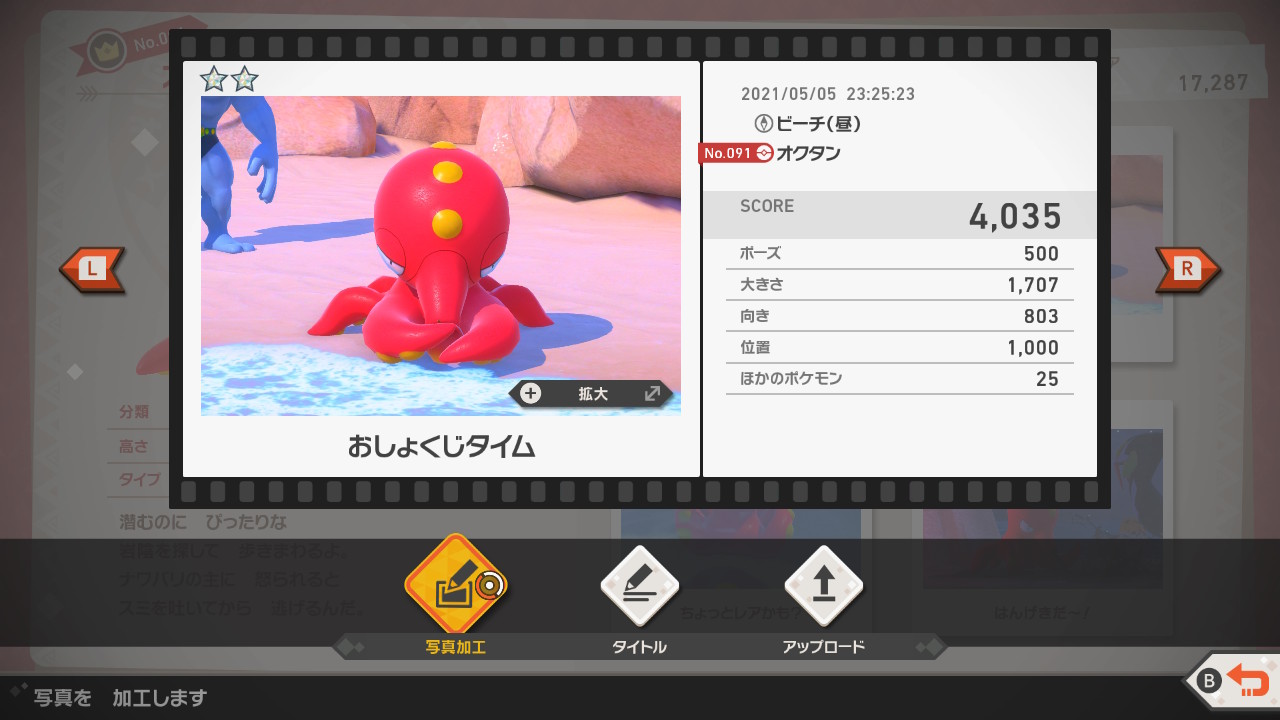 No.0
17,287
2021/05/05 23:25:23
ビーチ(昼)
No.091 オクタン
SCORE 4,035
ポーズ 500
大きさ 1,707
向き 803
位置 1,000
ほかのポケモン 25
L
R
+ 拡大
おしょくじタイム
分類
高さ
タイプ
潜むのに ぴったりな
岩陰を探して 歩きまわるよ。
ナワバリの主に 怒られると
スミを吐いてから 逃げるんだ。
ちょっとレアかも?
はんげきだー!
写真加工
タイトル
アップロード
写真を 加工します
B